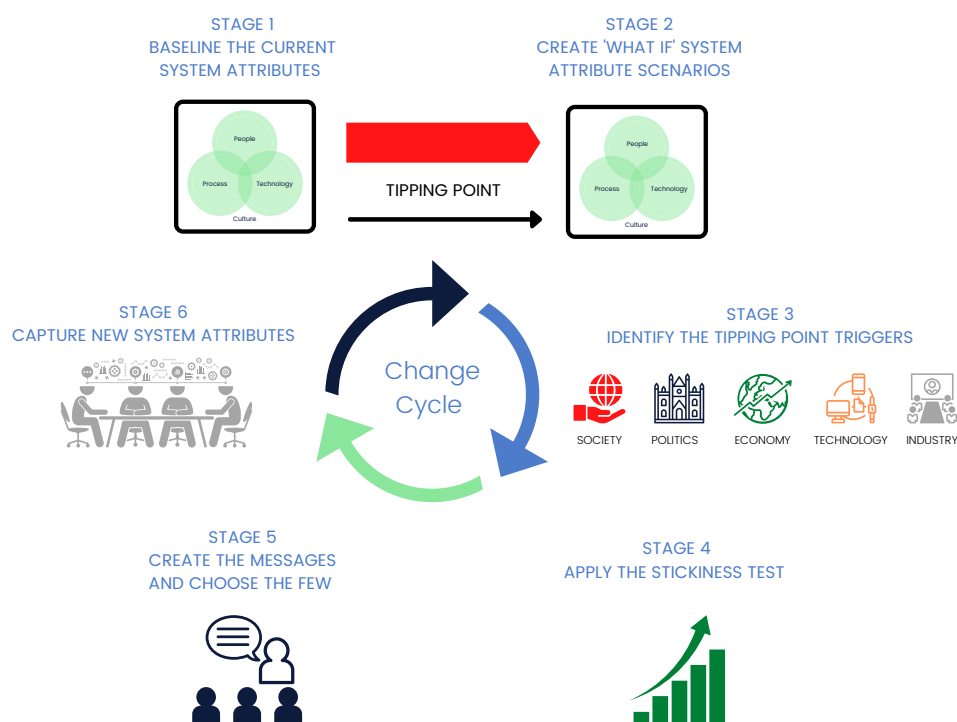 STAGE 1
BASELINE THE CURRENT
SYSTEM ATTRIBUTES
STAGE 2
CREATE 'WHAT IF' SYSTEM
ATTRIBUTE SCENARIOS
People
Process
Technology
Culture
TIPPING POINT
People
Process
Technology
Culture
STAGE 3
IDENTIFY THE TIPPING POINT TRIGGERS
SOCIETY
POLITICS
ECONOMY
TECHNOLOGY
INDUSTRY
STAGE 6
CAPTURE NEW SYSTEM ATTRIBUTES
Change
Cycle
STAGE 5
CREATE THE MESSAGES
AND CHOOSE THE FEW
STAGE 4
APPLY THE STICKINESS TEST